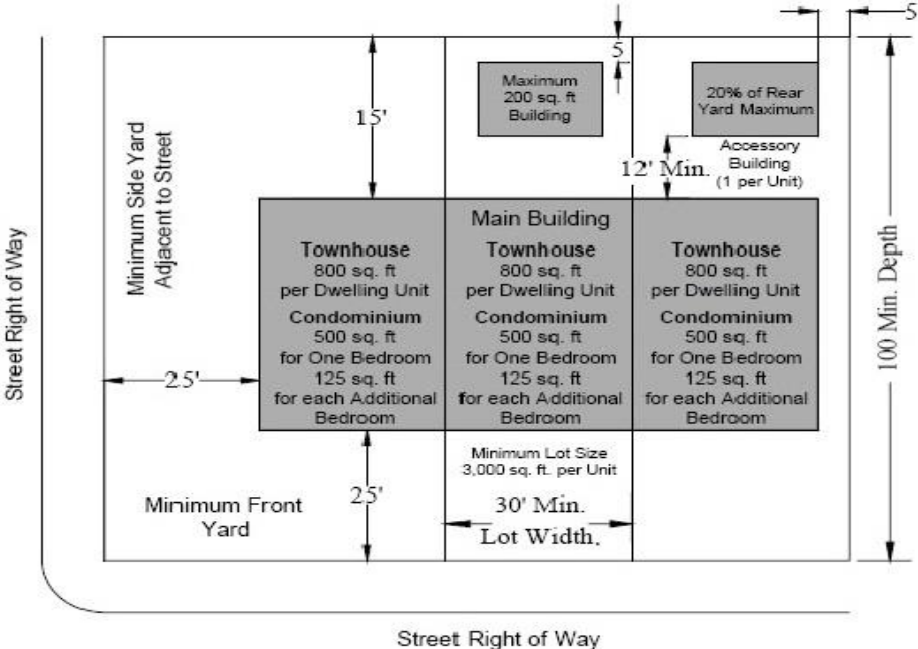 5
5
Maximum
200 sq. ft
Building
20% of Rear
Yard Maximum
15'
Minimum Side Yard
Adjacent to Street
Accessory
Building
(1 per Unit)
12' Min.
Main Building
Townhouse
800 sq. ft
per Dwelling Unit
Condominium
500 sq. ft
for One Bedroom
125 sq. ft
for each Additional
Bedroom
Townhouse
800 sq. ft
per Dwelling Unit
Condominium
500 sq. ft
for One Bedroom
125 sq. ft
for each Additional
Bedroom
Townhouse
800 sq. ft
per Dwelling Unit
Condominium
500 sq. ft
for One Bedroom
125 sq. ft
for each Additional
Bedroom
100 Min. Depth
Street Right of Way
25'
Minimum Lot Size
3,000 sq. ft. per Unit
25'
30' Min.
Lot Width.
Minimum Front
Yard
Street Right of Way